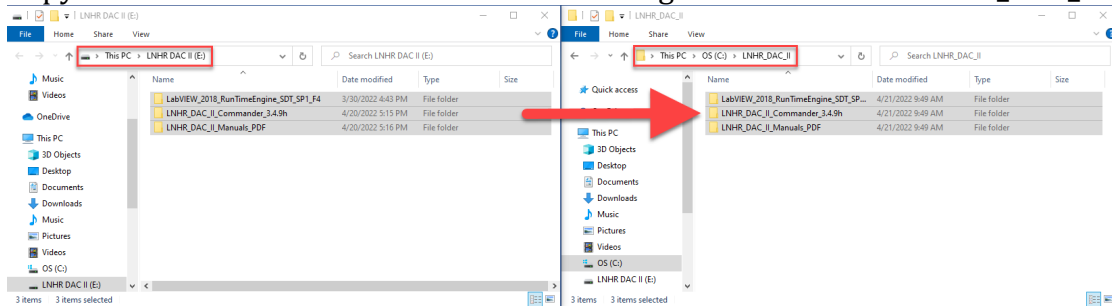 LNHR DAC II (E:)
File Home Share View
This PC > LNHR DAC II (E:)
Search LNHR DAC II (E:)
Music
Videos
OneDrive
This PC
3D Objects
Desktop
Documents
Downloads
Music
Pictures
Videos
OS (C:)
LNHR DAC II (E:)
Name Date modified Type Size
LabVIEW_2018_RunTimeEngine_SDT_SP1_F4 3/30/2022 4:43 PM File folder
LNHR_DAC_II_Commander_3.4.9h 4/20/2022 5:15 PM File folder
LNHR_DAC_II_Manuals_PDF 4/20/2022 5:16 PM File folder
3 items 3 items selected
LNHR_DAC_II
File Home Share View
This PC > OS (C:) > LNHR_DAC_II
Search LNHR_DAC_II
Quick access
This PC
3D Objects
Desktop
Documents
Downloads
Music
Pictures
Videos
OS (C:)
LNHR DAC II (E:)
Name Date modified Type Size
LabVIEW_2018_RunTimeEngine_SDT_SP... 4/21/2022 9:49 AM File folder
LNHR_DAC_II_Commander_3.4.9h 4/21/2022 9:49 AM File folder
LNHR_DAC_II_Manuals_PDF 4/21/2022 9:49 AM File folder
3 items 3 items selected